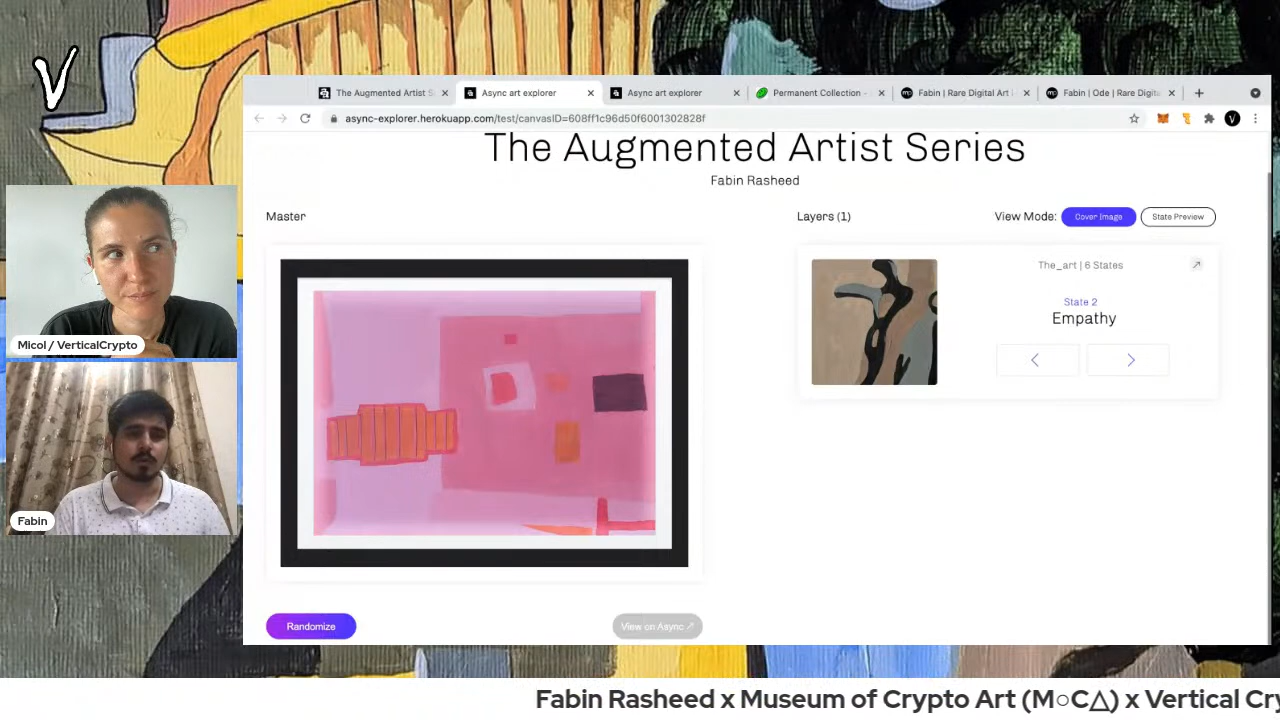 V
The Augmented Artist S
Async art explorer
Async art explorer
Permanent Collection -
Fabin | Rare Digital Art
Fabin | Ode | Rare Digita
async-explorer.herokuapp.com/test/canvasID=608ff1c96d50f6001302828f
V
The Augmented Artist Series
Fabin Rasheed
Master
Layers (1)
View Mode:
Cover Image
State Preview
The_art | 6 States
State 2
Empathy
Micol / VerticalCrypto
Fabin
Randomize
View on Async
Fabin Rasheed x Museum of Crypto Art (M○C△) x Vertical Cry